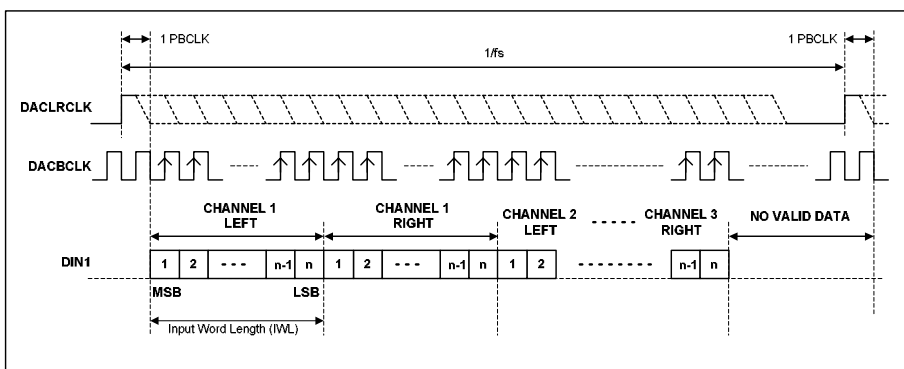 1 PBCLK
1/fs
1 PBCLK
DACLRCLK
DACBCLK
CHANNEL 1 LEFT
CHANNEL 1 RIGHT
CHANNEL 2 LEFT
CHANNEL 3 RIGHT
NO VALID DATA
DIN1
1 2 n-1 n 1 2 n-1 n 1 2 n-1 n
MSB LSB
Input Word Length (IWL)